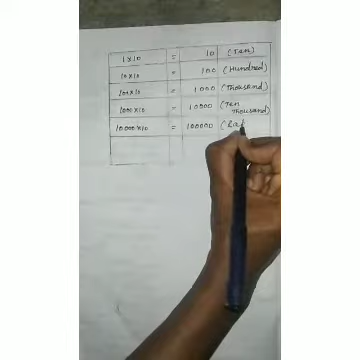 1 x 10 = 10 (Ten)
10 x 10 = 100 (Hundred)
100 x 10 = 1000 (Thousand)
1000 x 10 = 10000 (Ten
Thousand)
10000 x 10 = 100000 (La